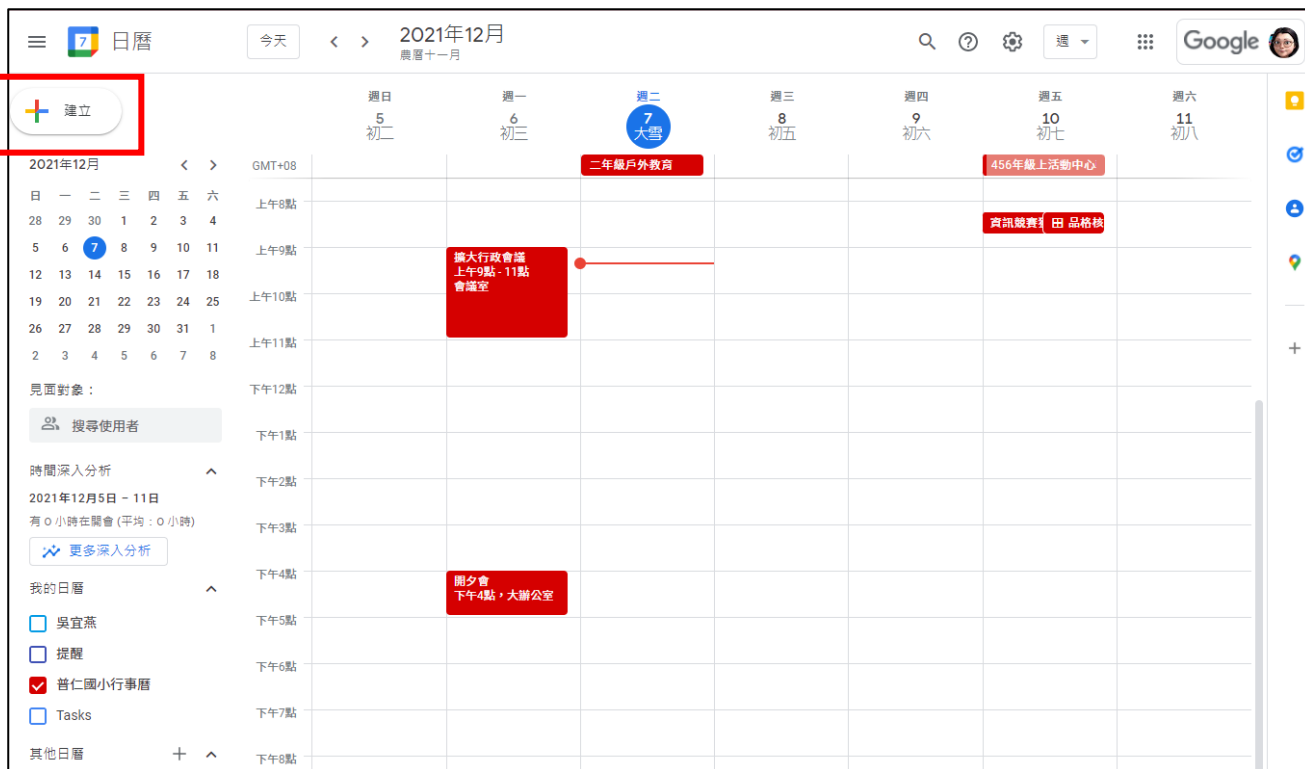 7 日曆 今天 2021年12月 週 Google
農曆十一月
建立
週日 週一 週二 週三 週四 週五 週六
5 6 7 8 9 10 11
初二 初三 大雪 初五 初六 初七 初八
2021年12月
日 一 二 三 四 五 六
28 29 30 1 2 3 4
5 6 7 8 9 10 11
12 13 14 15 16 17 18
19 20 21 22 23 24 25
26 27 28 29 30 31 1
2 3 4 5 6 7 8
見面對象：
搜尋使用者
時間深入分析
2021年12月5日 – 11日
有 0 小時在開會 (平均：0 小時)
更多深入分析
我的日曆
吳宜燕
提醒
普仁國小行事曆
Tasks
其他日曆
GMT+08
二年級戶外教育
456年級上活動中心
上午8點
資訊競賽
品格核
上午9點
擴大行政會議
上午9點 - 11點
會議室
上午10點
上午11點
下午12點
下午1點
下午2點
下午3點
下午4點
開夕會
下午4點，大辦公室
下午5點
下午6點
下午7點
下午8點